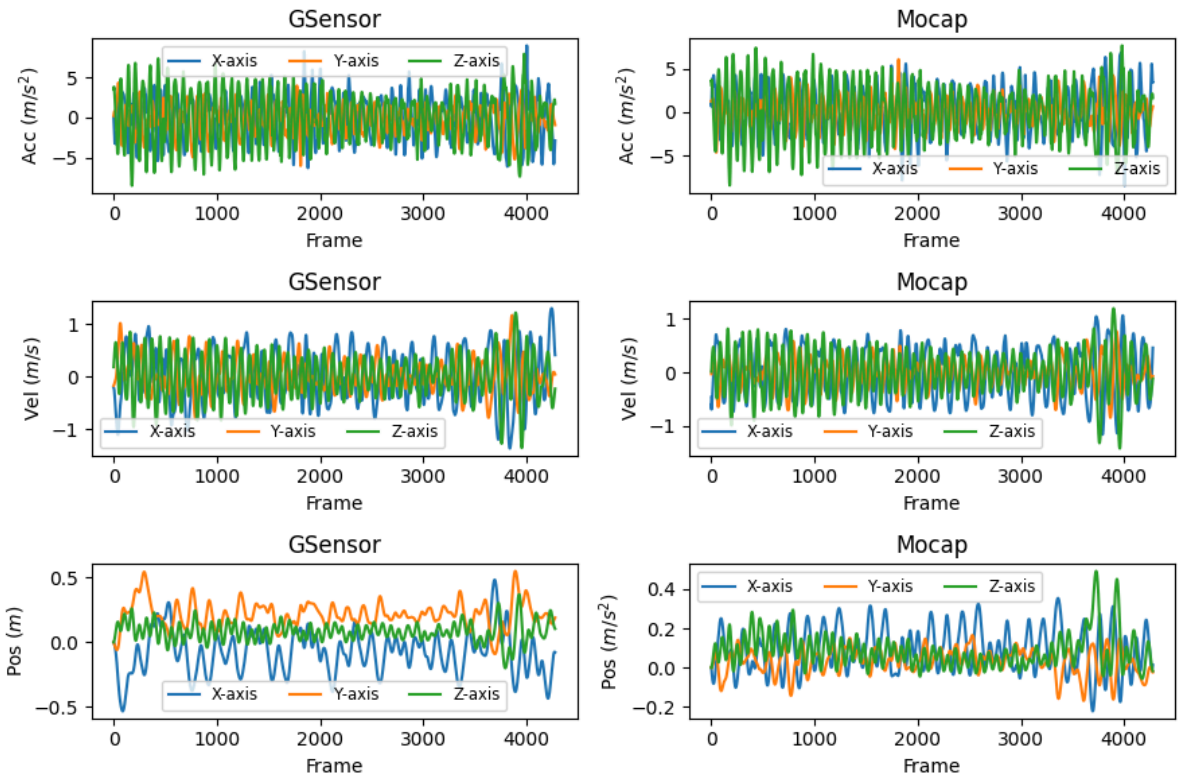 GSensor
Acc (m/s²)
5
0
−5
X-axis Y-axis Z-axis
0 1000 2000 3000 4000
Frame
Mocap
Acc (m/s²)
5
0
−5
X-axis Y-axis Z-axis
0 1000 2000 3000 4000
Frame
GSensor
Vel (m/s)
1
0
−1
X-axis Y-axis Z-axis
0 1000 2000 3000 4000
Frame
Mocap
Vel (m/s)
1
0
−1
X-axis Y-axis Z-axis
0 1000 2000 3000 4000
Frame
GSensor
Pos (m)
0.5
0.0
−0.5
X-axis Y-axis Z-axis
0 1000 2000 3000 4000
Frame
Mocap
Pos (m/s²)
0.4
0.2
0.0
−0.2
X-axis Y-axis Z-axis
0 1000 2000 3000 4000
Frame